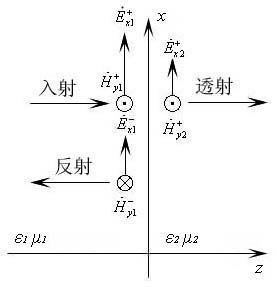 Ė⁺ₓ₁
x
Ė⁺ₓ₂
入射
Ḣ⁺y1
透射
Ė⁻ₓ₁
Ḣ⁺y2
反射
Ḣ⁻y1
ε₁ μ₁
ε₂ μ₂
z